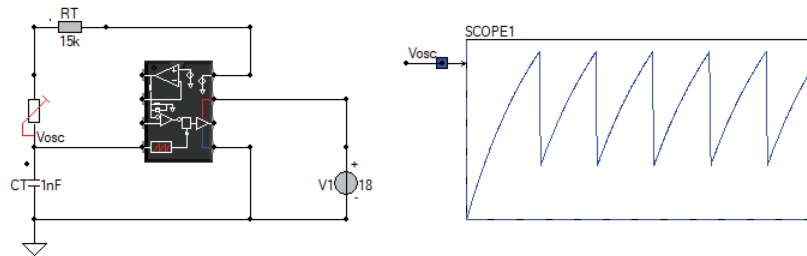 RT
15k
Vosc
CT 1nF
V1 18
+
-
SCOPE1
Vosc